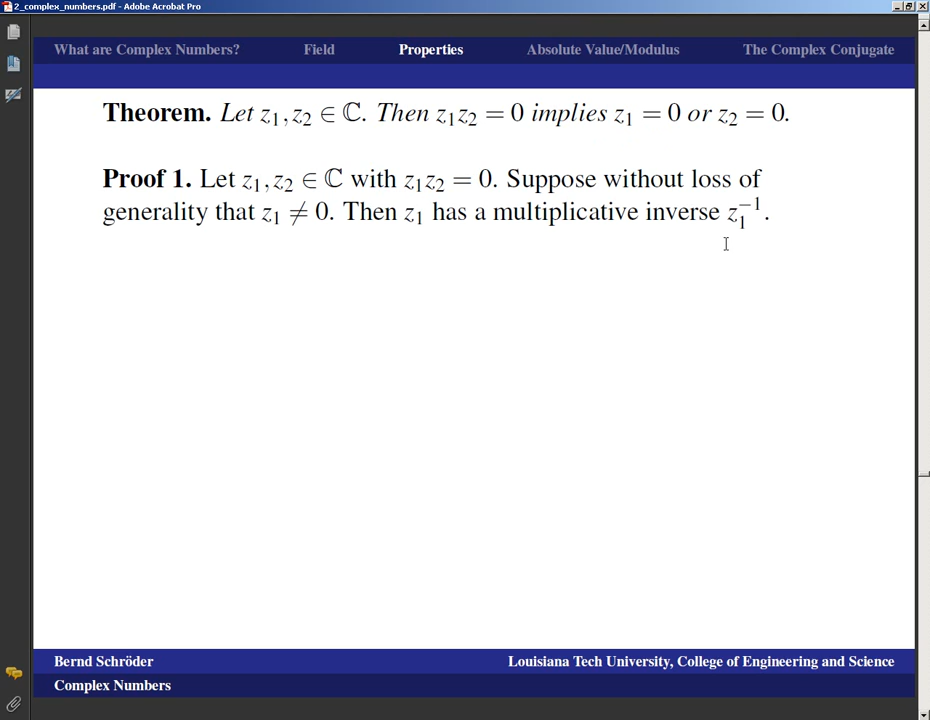 2_complex_numbers.pdf - Adobe Acrobat Pro
What are Complex Numbers? Field Properties Absolute Value/Modulus The Complex Conjugate
Theorem. Let z₁, z₂ ∈ ℂ. Then z₁z₂ = 0 implies z₁ = 0 or z₂ = 0.
Proof 1. Let z₁, z₂ ∈ ℂ with z₁z₂ = 0. Suppose without loss of
generality that z₁ ≠ 0. Then z₁ has a multiplicative inverse z₁⁻¹.
Bernd Schröder Louisiana Tech University, College of Engineering and Science
Complex Numbers